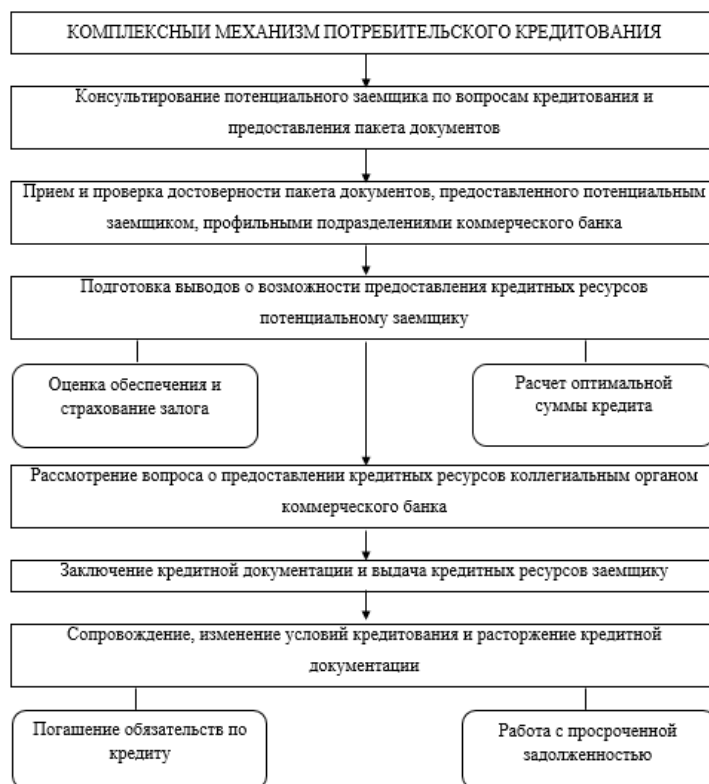 КОМПЛЕКСНЫИ МЕХАНИЗМ ПОТРЕБИТЕЛЬСКОГО КРЕДИТОВАНИЯ
Консультирование потенциального заемщика по вопросам кредитования и
предоставления пакета документов
Прием и проверка достоверности пакета документов, предоставленного потенциальным
заемщиком, профильными подразделениями коммерческого банка
Подготовка выводов о возможности предоставления кредитных ресурсов
потенциальному заемщику
Оценка обеспечения и
страхование залога
Расчет оптимальной
суммы кредита
Рассмотрение вопроса о предоставлении кредитных ресурсов коллегиальным органом
коммерческого банка
Заключение кредитной документации и выдача кредитных ресурсов заемщику
Сопровождение, изменение условий кредитования и расторжение кредитной
документации
Погашение обязательств по
кредиту
Работа с просроченной
задолженностью